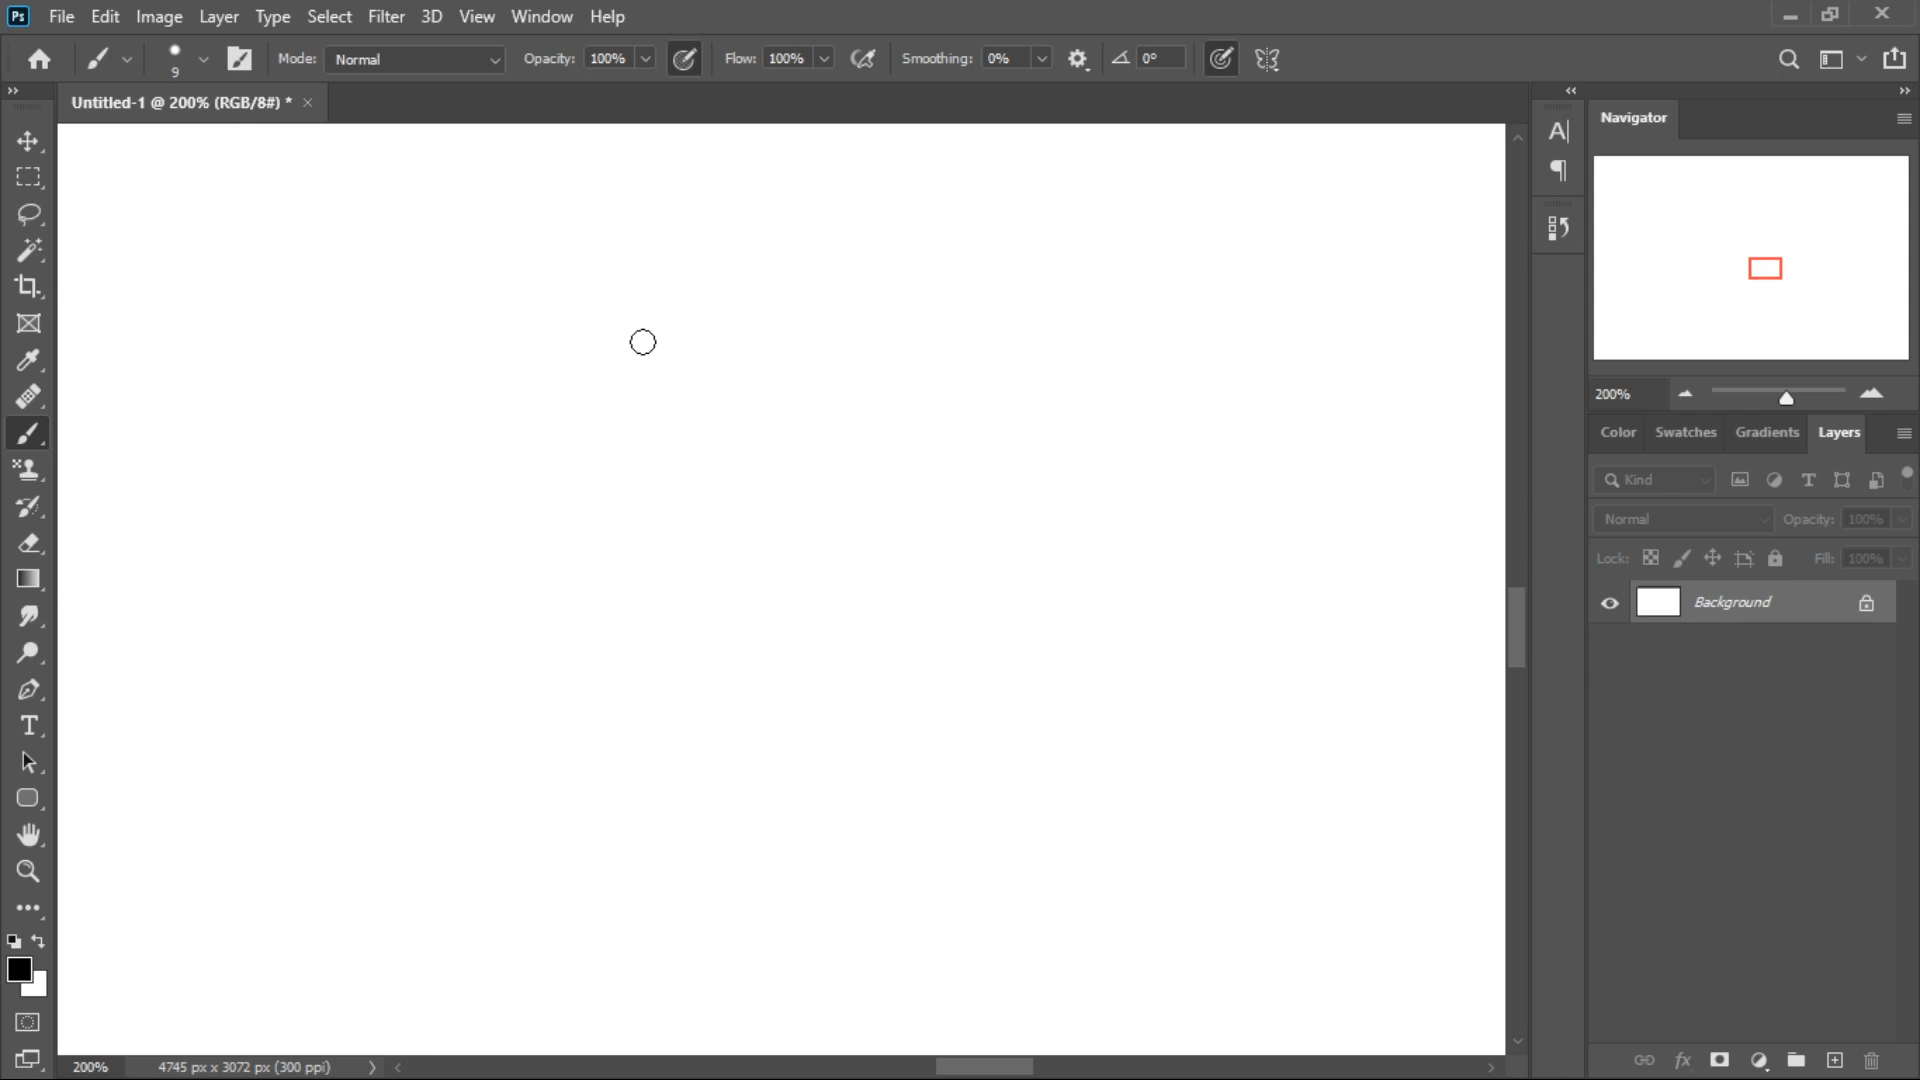 Ps File Edit Image Layer Type Select Filter 3D View Window Help
9 Mode: Normal Opacity: 100% Flow: 100% Smoothing: 0% 0°
Untitled-1 @ 200% (RGB/8#) *
A
Navigator
200%
Color Swatches Gradients Layers
Kind
Normal Opacity: 100%
Lock: Fill: 100%
Background
200% 4745 px x 3072 px (300 ppi)